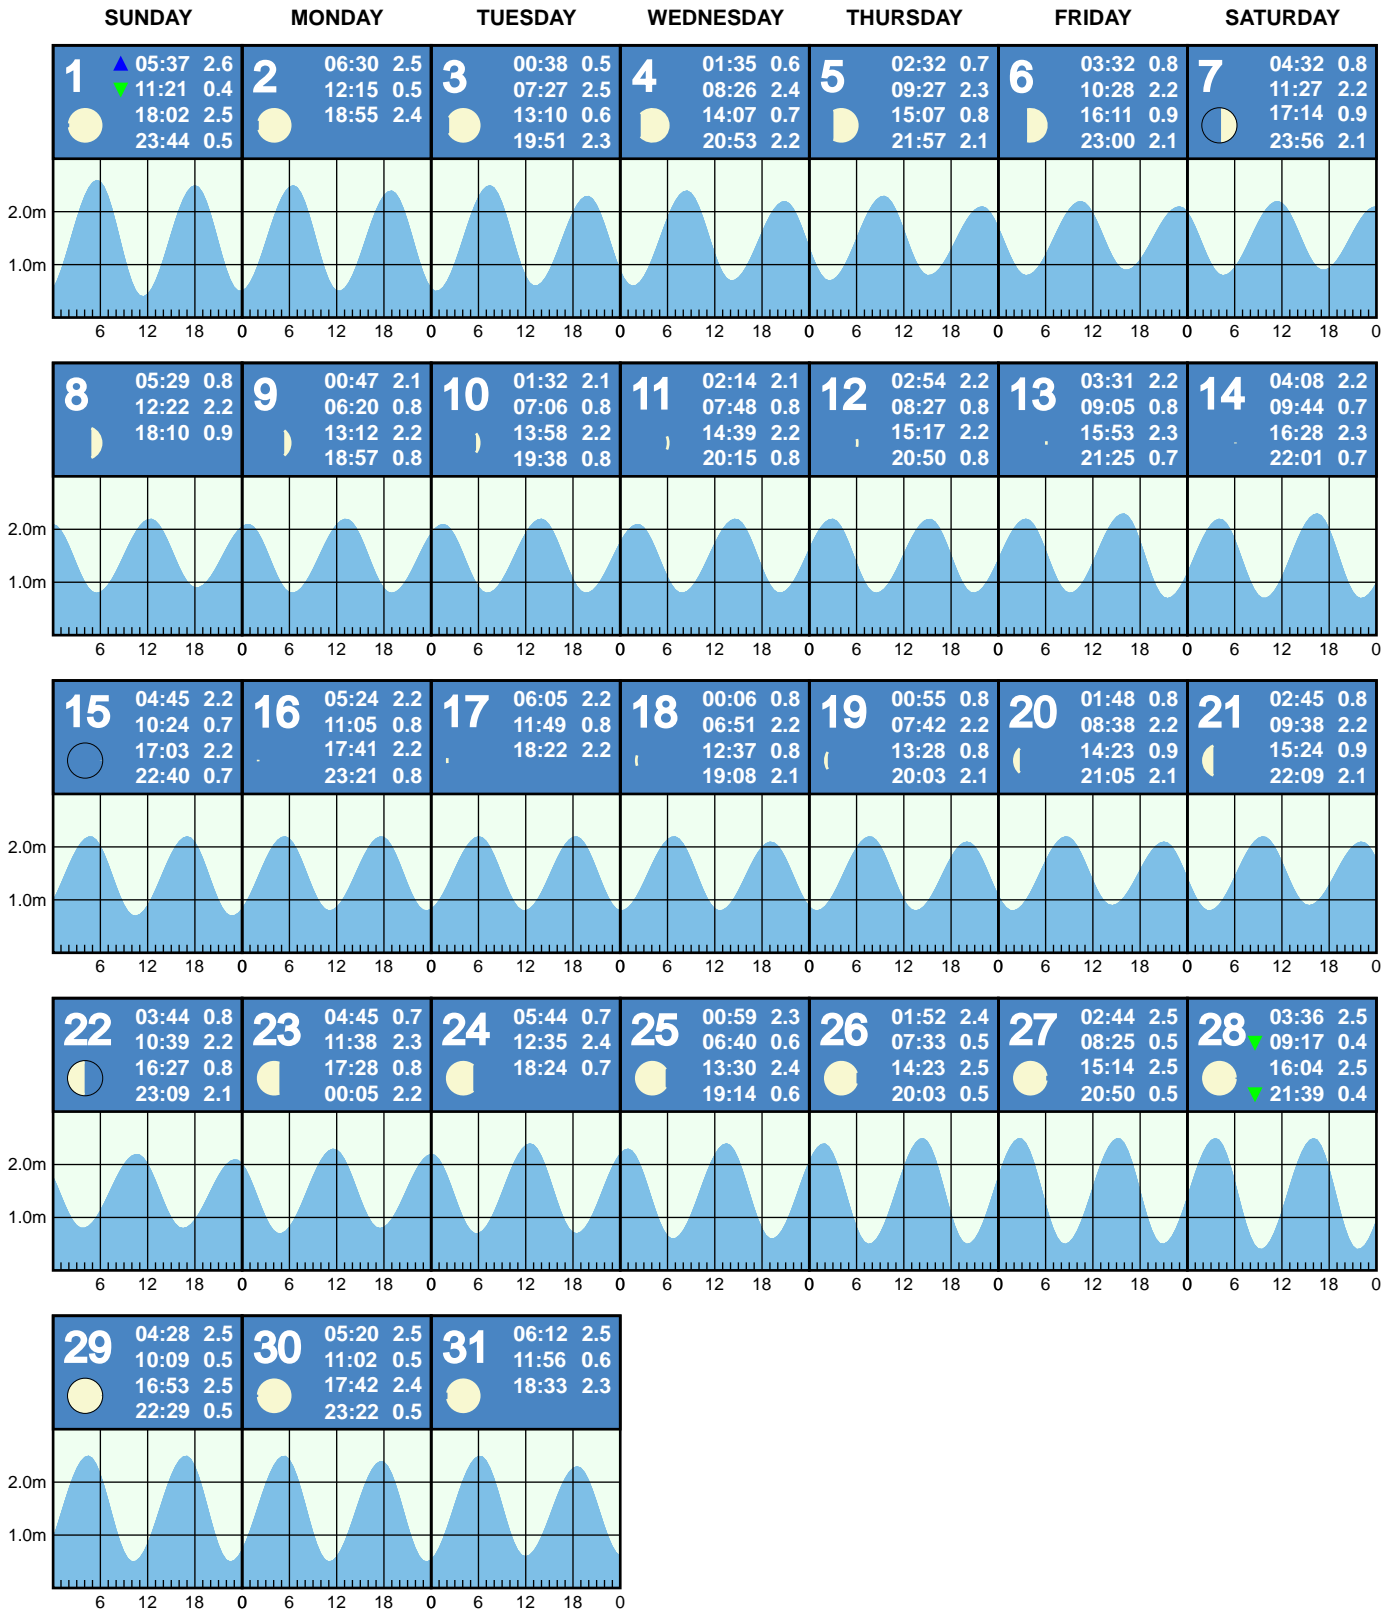 SUNDAY MONDAY TUESDAY WEDNESDAY THURSDAY FRIDAY SATURDAY
1 05:37 2.6
11:21 0.4
18:02 2.5
23:44 0.5
2 06:30 2.5
12:15 0.5
18:55 2.4
3 00:38 0.5
07:27 2.5
13:10 0.6
19:51 2.3
4 01:35 0.6
08:26 2.4
14:07 0.7
20:53 2.2
5 02:32 0.7
09:27 2.3
15:07 0.8
21:57 2.1
6 03:32 0.8
10:28 2.2
16:11 0.9
23:00 2.1
7 04:32 0.8
11:27 2.2
17:14 0.9
23:56 2.1
2.0m
1.0m
6 12 18 0 6 12 18 0 6 12 18 0 6 12 18 0 6 12 18 0 6 12 18 0 6 12 18 0
8 05:29 0.8
12:22 2.2
18:10 0.9
9 00:47 2.1
06:20 0.8
13:12 2.2
18:57 0.8
10 01:32 2.1
07:06 0.8
13:58 2.2
19:38 0.8
11 02:14 2.1
07:48 0.8
14:39 2.2
20:15 0.8
12 02:54 2.2
08:27 0.8
15:17 2.2
20:50 0.8
13 03:31 2.2
09:05 0.8
15:53 2.3
21:25 0.7
14 04:08 2.2
09:44 0.7
16:28 2.3
22:01 0.7
2.0m
1.0m
6 12 18 0 6 12 18 0 6 12 18 0 6 12 18 0 6 12 18 0 6 12 18 0 6 12 18 0
15 04:45 2.2
10:24 0.7
17:03 2.2
22:40 0.7
16 05:24 2.2
11:05 0.8
17:41 2.2
23:21 0.8
17 06:05 2.2
11:49 0.8
18:22 2.2
18 00:06 0.8
06:51 2.2
12:37 0.8
19:08 2.1
19 00:55 0.8
07:42 2.2
13:28 0.8
20:03 2.1
20 01:48 0.8
08:38 2.2
14:23 0.9
21:05 2.1
21 02:45 0.8
09:38 2.2
15:24 0.9
22:09 2.1
2.0m
1.0m
6 12 18 0 6 12 18 0 6 12 18 0 6 12 18 0 6 12 18 0 6 12 18 0 6 12 18 0
22 03:44 0.8
10:39 2.2
16:27 0.8
23:09 2.1
23 04:45 0.7
11:38 2.3
17:28 0.8
00:05 2.2
24 05:44 0.7
12:35 2.4
18:24 0.7
25 00:59 2.3
06:40 0.6
13:30 2.4
19:14 0.6
26 01:52 2.4
07:33 0.5
14:23 2.5
20:03 0.5
27 02:44 2.5
08:25 0.5
15:14 2.5
20:50 0.5
28 03:36 2.5
09:17 0.4
16:04 2.5
21:39 0.4
2.0m
1.0m
6 12 18 0 6 12 18 0 6 12 18 0 6 12 18 0 6 12 18 0 6 12 18 0 6 12 18 0
29 04:28 2.5
10:09 0.5
16:53 2.5
22:29 0.5
30 05:20 2.5
11:02 0.5
17:42 2.4
23:22 0.5
31 06:12 2.5
11:56 0.6
18:33 2.3
2.0m
1.0m
6 12 18 0 6 12 18 0 6 12 18 0